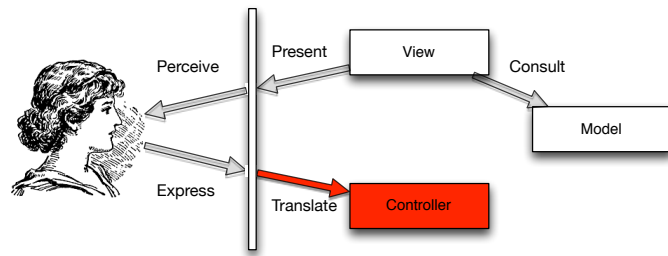 View
Present
Perceive
Consult
Model
Express
Translate
Controller